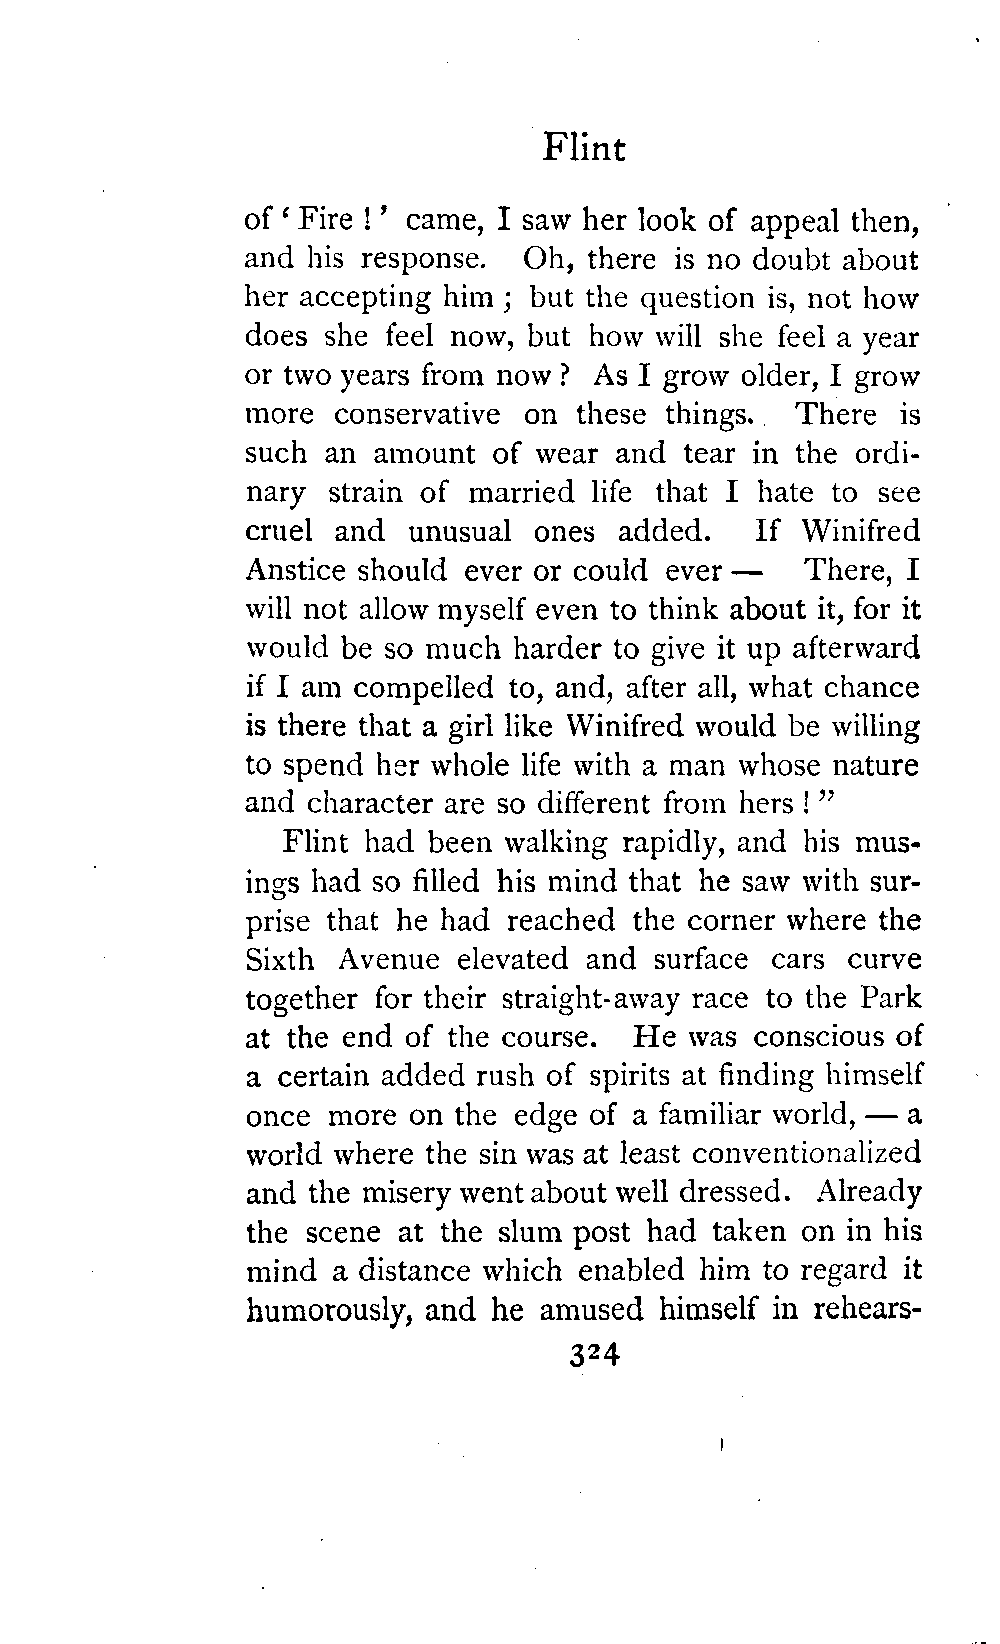 Flint
of ‘ Fire ! ’ came, I saw her look of appeal then,
and his response. Oh, there is no doubt about
her accepting him ; but the question is, not how
does she feel now, but how will she feel a year
or two years from now ? As I grow older, I grow
more conservative on these things. There is
such an amount of wear and tear in the ordi-
nary strain of married life that I hate to see
cruel and unusual ones added. If Winifred
Anstice should ever or could ever — There, I
will not allow myself even to think about it, for it
would be so much harder to give it up afterward
if I am compelled to, and, after all, what chance
is there that a girl like Winifred would be willing
to spend her whole life with a man whose nature
and character are so different from hers ! ”
Flint had been walking rapidly, and his mus-
ings had so filled his mind that he saw with sur-
prise that he had reached the corner where the
Sixth Avenue elevated and surface cars curve
together for their straight-away race to the Park
at the end of the course. He was conscious of
a certain added rush of spirits at finding himself
once more on the edge of a familiar world, — a
world where the sin was at least conventionalized
and the misery went about well dressed. Already
the scene at the slum post had taken on in his
mind a distance which enabled him to regard it
humorously, and he amused himself in rehears-
324